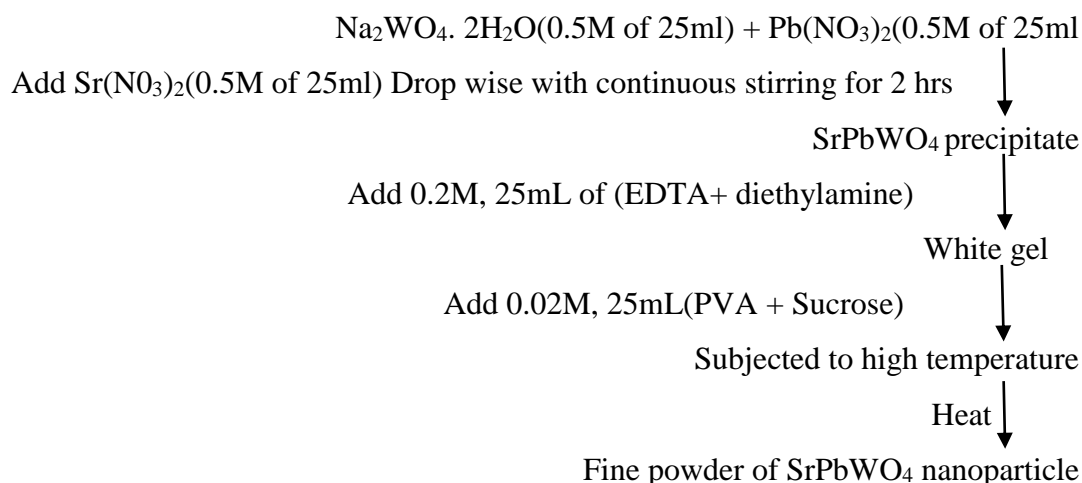 Na₂WO₄. 2H₂O(0.5M of 25ml) + Pb(NO₃)₂(0.5M of 25ml
Add Sr(N0₃)₂(0.5M of 25ml) Drop wise with continuous stirring for 2 hrs
SrPbWO₄ precipitate
Add 0.2M, 25mL of (EDTA+ diethylamine)
White gel
Add 0.02M, 25mL(PVA + Sucrose)
Subjected to high temperature
Heat
Fine powder of SrPbWO₄ nanoparticle